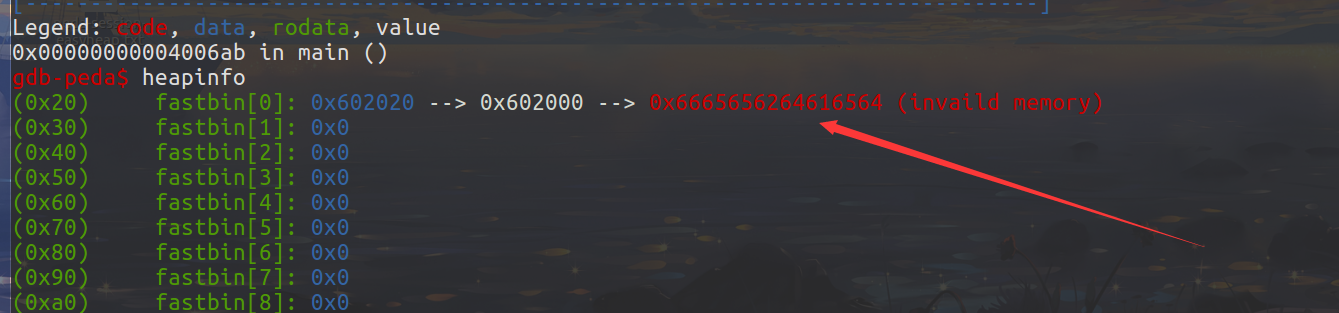 [------------------------------------------------------------------------------]
Legend: code, data, rodata, value
0x00000000004006ab in main ()
gdb-peda$ heapinfo
(0x20)     fastbin[0]: 0x602020 --> 0x602000 --> 0x6665656264616564 (invaild memory)
(0x30)     fastbin[1]: 0x0
(0x40)     fastbin[2]: 0x0
(0x50)     fastbin[3]: 0x0
(0x60)     fastbin[4]: 0x0
(0x70)     fastbin[5]: 0x0
(0x80)     fastbin[6]: 0x0
(0x90)     fastbin[7]: 0x0
(0xa0)     fastbin[8]: 0x0